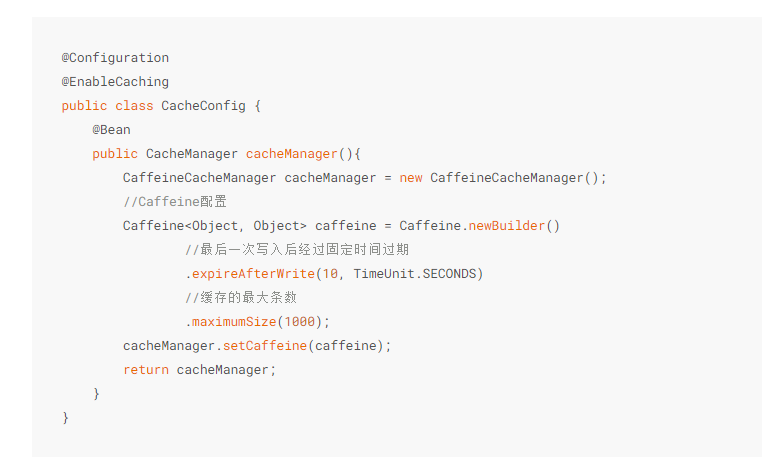 @Configuration
@EnableCaching
public class CacheConfig {
    @Bean
    public CacheManager cacheManager(){
        CaffeineCacheManager cacheManager = new CaffeineCacheManager();
        //Caffeine配置
        Caffeine<Object, Object> caffeine = Caffeine.newBuilder()
                //最后一次写入后经过固定时间过期
                .expireAfterWrite(10, TimeUnit.SECONDS)
                //缓存的最大条数
                .maximumSize(1000);
        cacheManager.setCaffeine(caffeine);
        return cacheManager;
    }
}